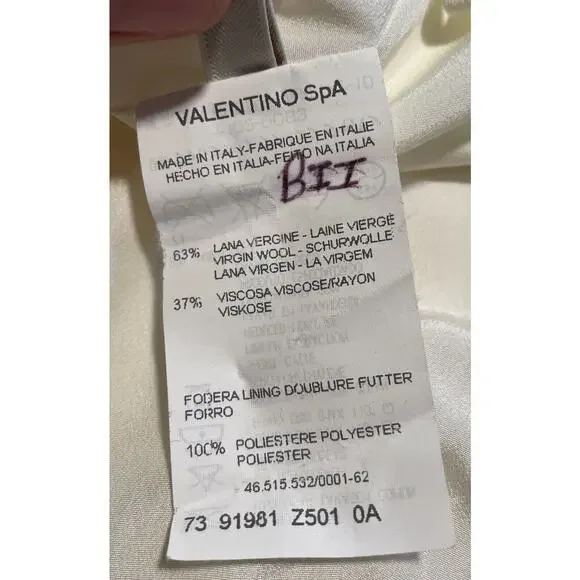 VALENTINO SpA
MADE IN ITALY-FABRIQUE EN ITALIE
HECHO EN ITALIA-FEITO NA ITALIA
BII
63% LANA VERGINE - LAINE VIERGE
VIRGIN WOOL - SCHURWOLLE
LANA VIRGEN - LA VIRGEM
37% VISCOSA VISCOSE/RAYON
VISKOSE
FODERA LINING DOUBLURE FUTTER
FORRO
100% POLIESTERE POLYESTER
POLIESTER
46.515.532/0001-62
73 91981 Z501 0A